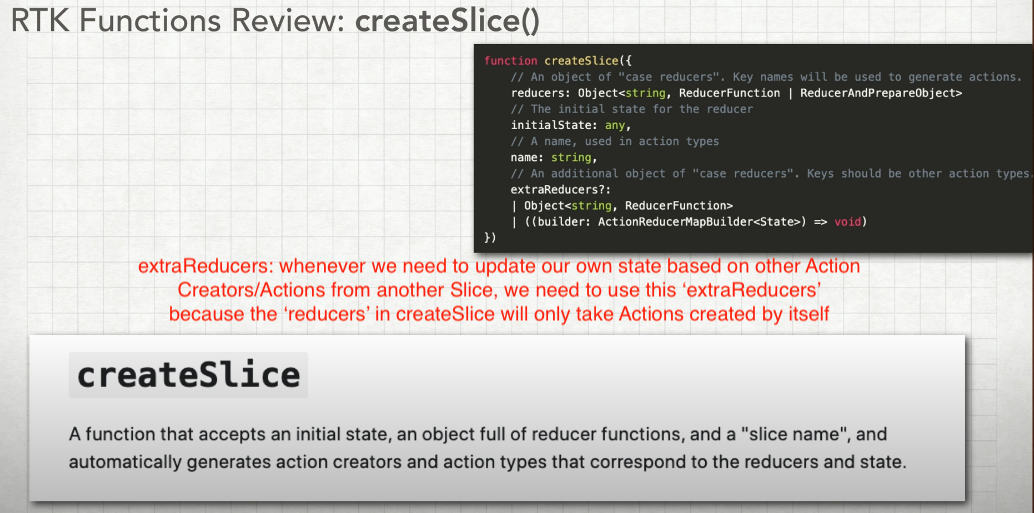 RTK Functions Review: createSlice()
function createSlice({
// An object of "case reducers". Key names will be used to generate actions.
reducers: Object<string, ReducerFunction | ReducerAndPrepareObject>
// The initial state for the reducer
initialState: any,
// A name, used in action types
name: string,
// An additional object of "case reducers". Keys should be other action types.
extraReducers?:
| Object<string, ReducerFunction>
| ((builder: ActionReducerMapBuilder<State>) => void)
})
extraReducers: whenever we need to update our own state based on other Action
Creators/Actions from another Slice, we need to use this ‘extraReducers’
because the ‘reducers’ in createSlice will only take Actions created by itself
createSlice
A function that accepts an initial state, an object full of reducer functions, and a "slice name", and
automatically generates action creators and action types that correspond to the reducers and state.